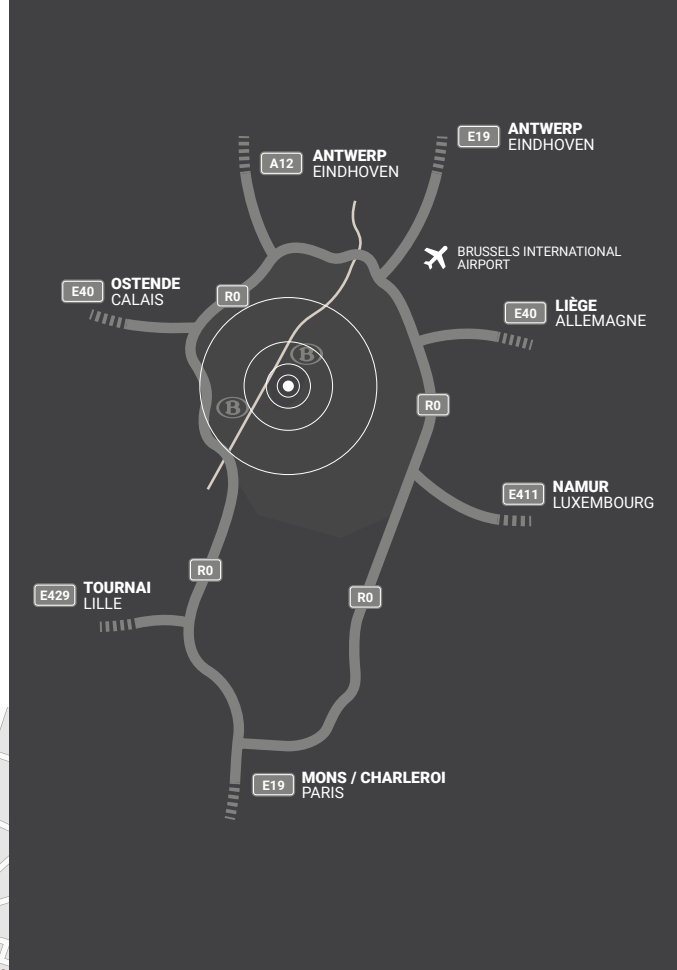 E19
ANTWERP
EINDHOVEN
A12
ANTWERP
EINDHOVEN
BRUSSELS INTERNATIONAL
AIRPORT
E40
OSTENDE
CALAIS
R0
E40
LIÈGE
ALLEMAGNE
B
B
R0
E411
NAMUR
LUXEMBOURG
R0
E429
TOURNAI
LILLE
R0
E19
MONS / CHARLEROI
PARIS